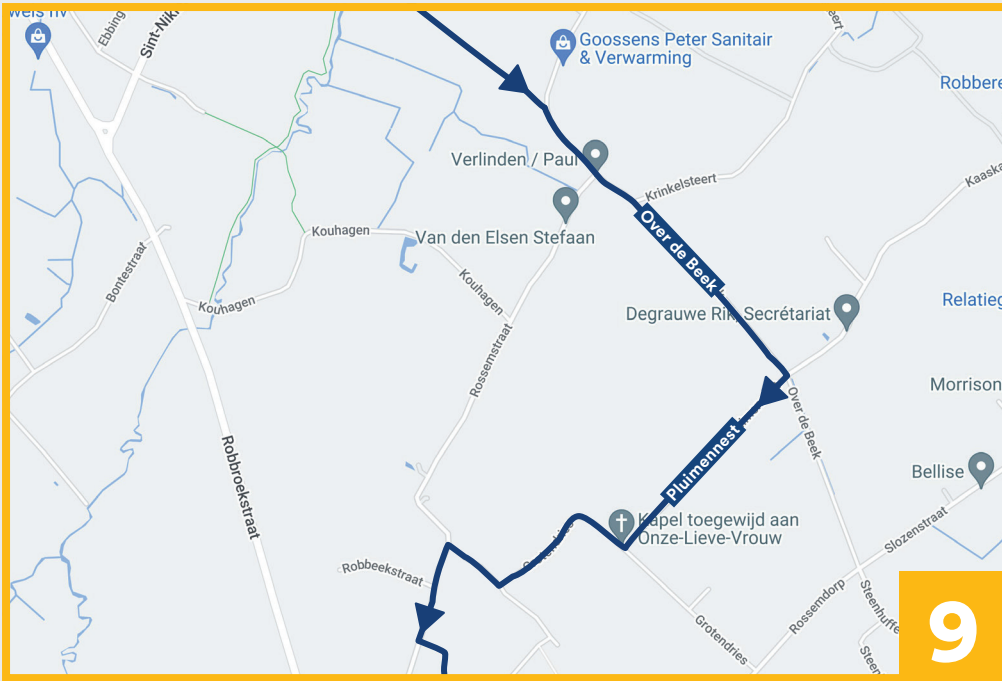 Ebbing
Sint-Nik
Goossens Peter Sanitair
& Verwarming
Robbere
Verlinden / Paul
Krinkelsteert
Kaaska
Van den Elsen Stefaan
Kouhagen
Over de Beek
Bontestraat
Kouhagen
Kouhagen
Relatieg
Degrauwe Rik, Secrétariat
Rossemstraat
Morrison
Over de Beek
Pluimennest
Robbroekstraat
Bellise
Kapel toegewijd aan
Onze-Lieve-Vrouw
Slozenstraat
Grotendries
Robbeekstraat
Rossemdorp
Steenhuffe
Grotendries
Steen
9